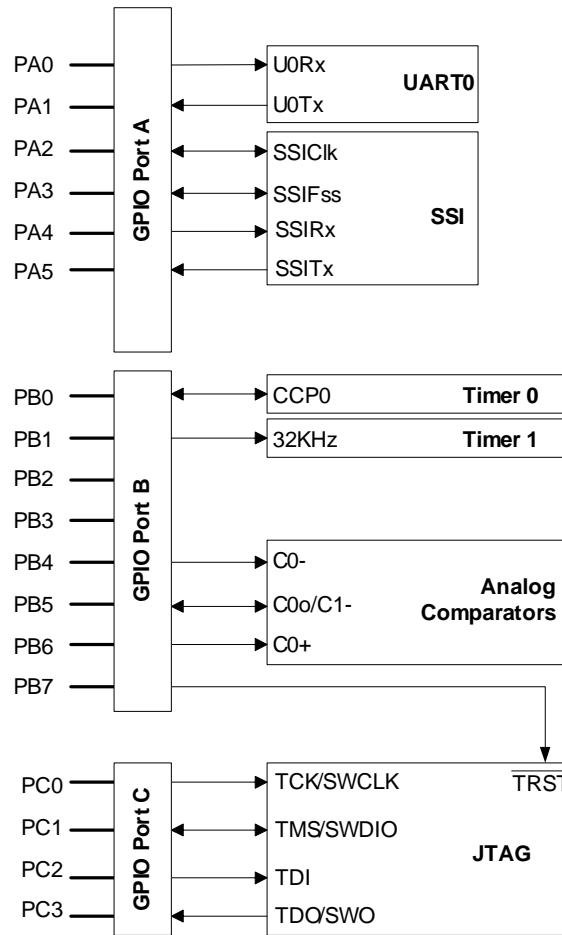 PA0
PA1
PA2
PA3
PA4
PA5
GPIO Port A
U0Rx
U0Tx
UART0
SSIClk
SSIFss
SSIRx
SSITx
SSI
PB0
PB1
PB2
PB3
PB4
PB5
PB6
PB7
GPIO Port B
CCP0 Timer 0
32KHz Timer 1
C0-
C0o/C1-
C0+
Analog
Comparators
PC0
PC1
PC2
PC3
GPIO Port C
TCK/SWCLK
TMS/SWDIO
TDI
TDO/SWO
TRST
JTAG